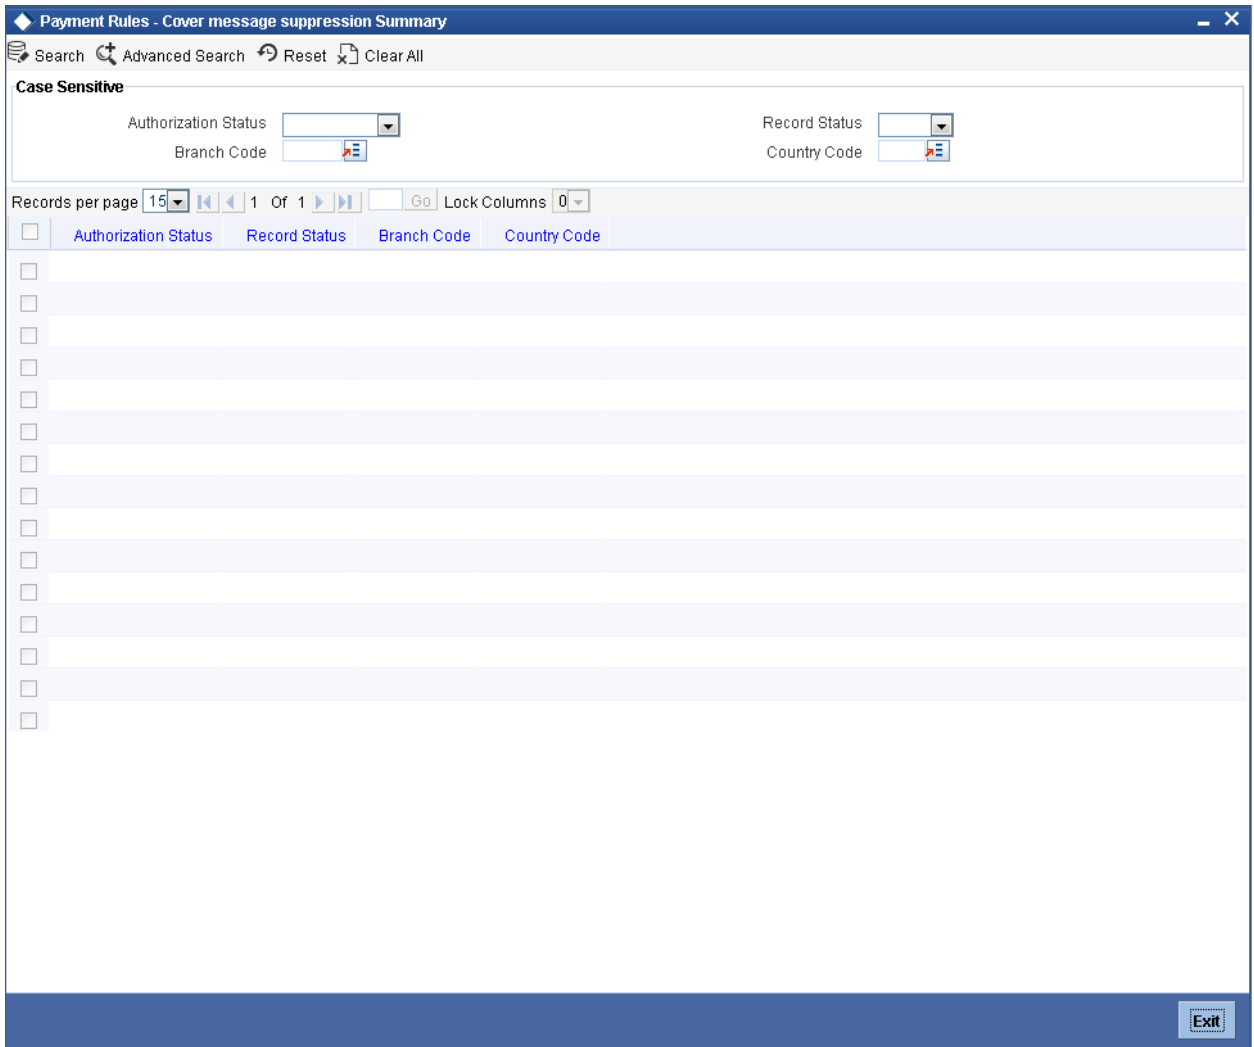 Payment Rules - Cover message suppression Summary
Search Advanced Search Reset Clear All
Case Sensitive
Authorization Status Record Status
Branch Code Country Code
Records per page 15 1 Of 1 Go Lock Columns 0
Authorization Status Record Status Branch Code Country Code
Exit